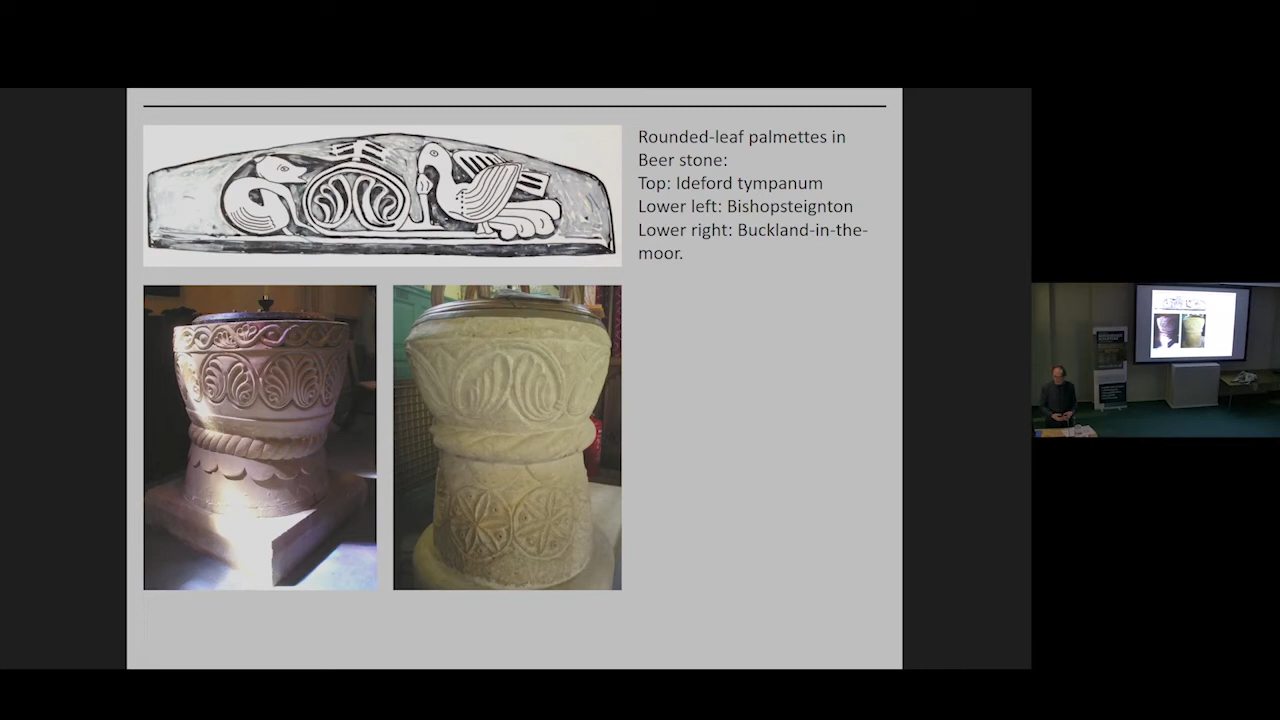 Rounded-leaf palmettes in
Beer stone:
Top: Ideford tympanum
Lower left: Bishopsteignton
Lower right: Buckland-in-the-
moor.